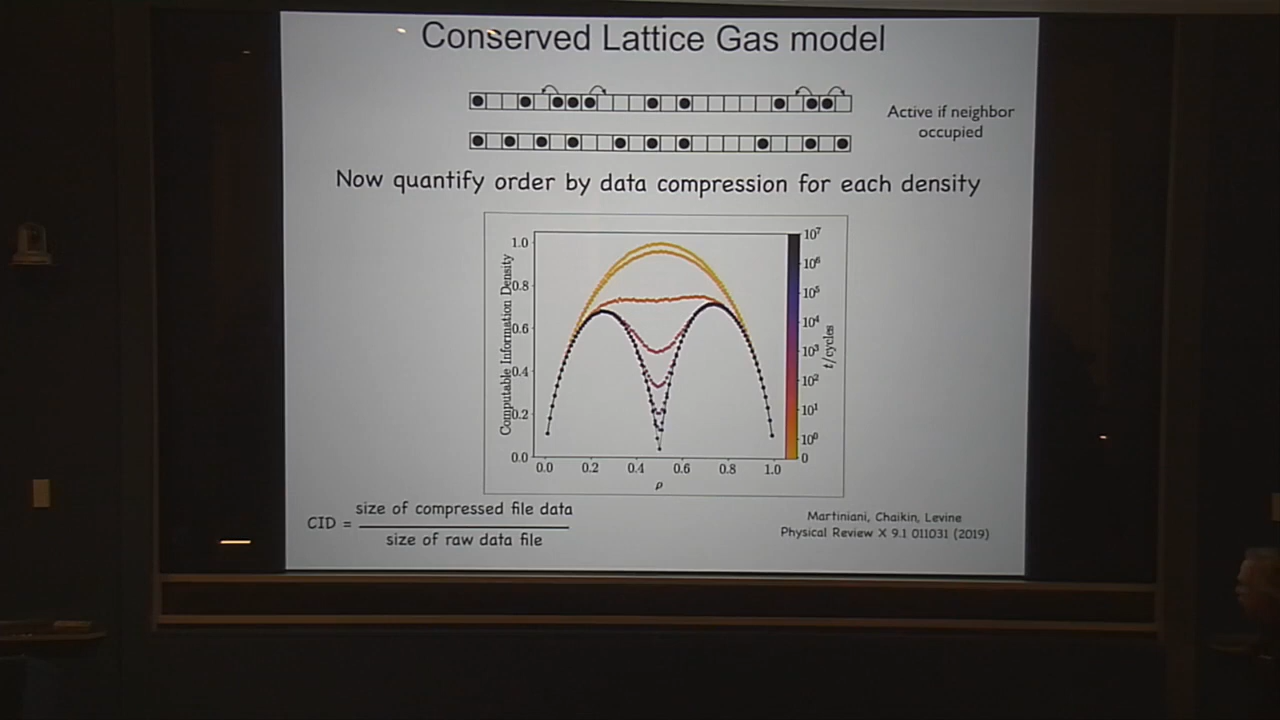 Conserved Lattice Gas model
Active if neighbor
occupied
Now quantify order by data compression for each density
Computable Information Density
1.0
0.8
0.6
0.4
0.2
0.0
0.0 0.2 0.4 0.6 0.8 1.0
ρ
10⁷
10⁶
10⁵
10⁴
10³
10²
10¹
10⁰
0
t/cycles
CID = size of compressed file data
size of raw data file
Martiniani, Chaikin, Levine
Physical Review X 9.1 011031 (2019)